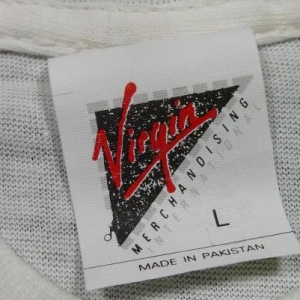 Virgin
MERCHANDISING
INTERNATIONAL
L
MADE IN PAKISTAN